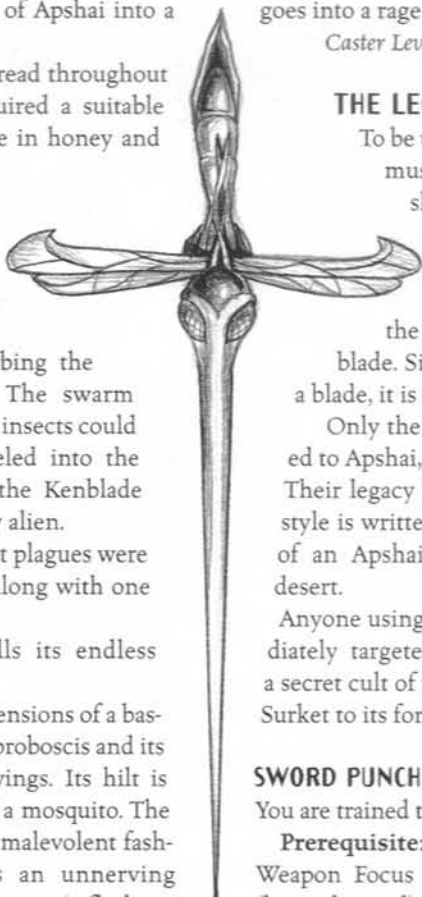 of Apshai into a
read throughout
uired a suitable
e in honey and
bing the
The swarm
insects could
eled into the
the Kenblade
alien.
t plagues were
long with one
lls its endless
ensions of a bas-
proboscis and its
wings. Its hilt is
a mosquito. The
malevolent fash-
s an unnerving
goes into a rage
Caster Lev
THE LEG
To be
mus
sl
the
blade. Si
a blade, it is
Only the
ed to Apshai,
Their legacy
style is writte
of an Apshai
desert.
Anyone using
diately targete
a secret cult of
Surket to its for
SWORD PUNCH
You are trained t
Prerequisite:
Weapon Focus